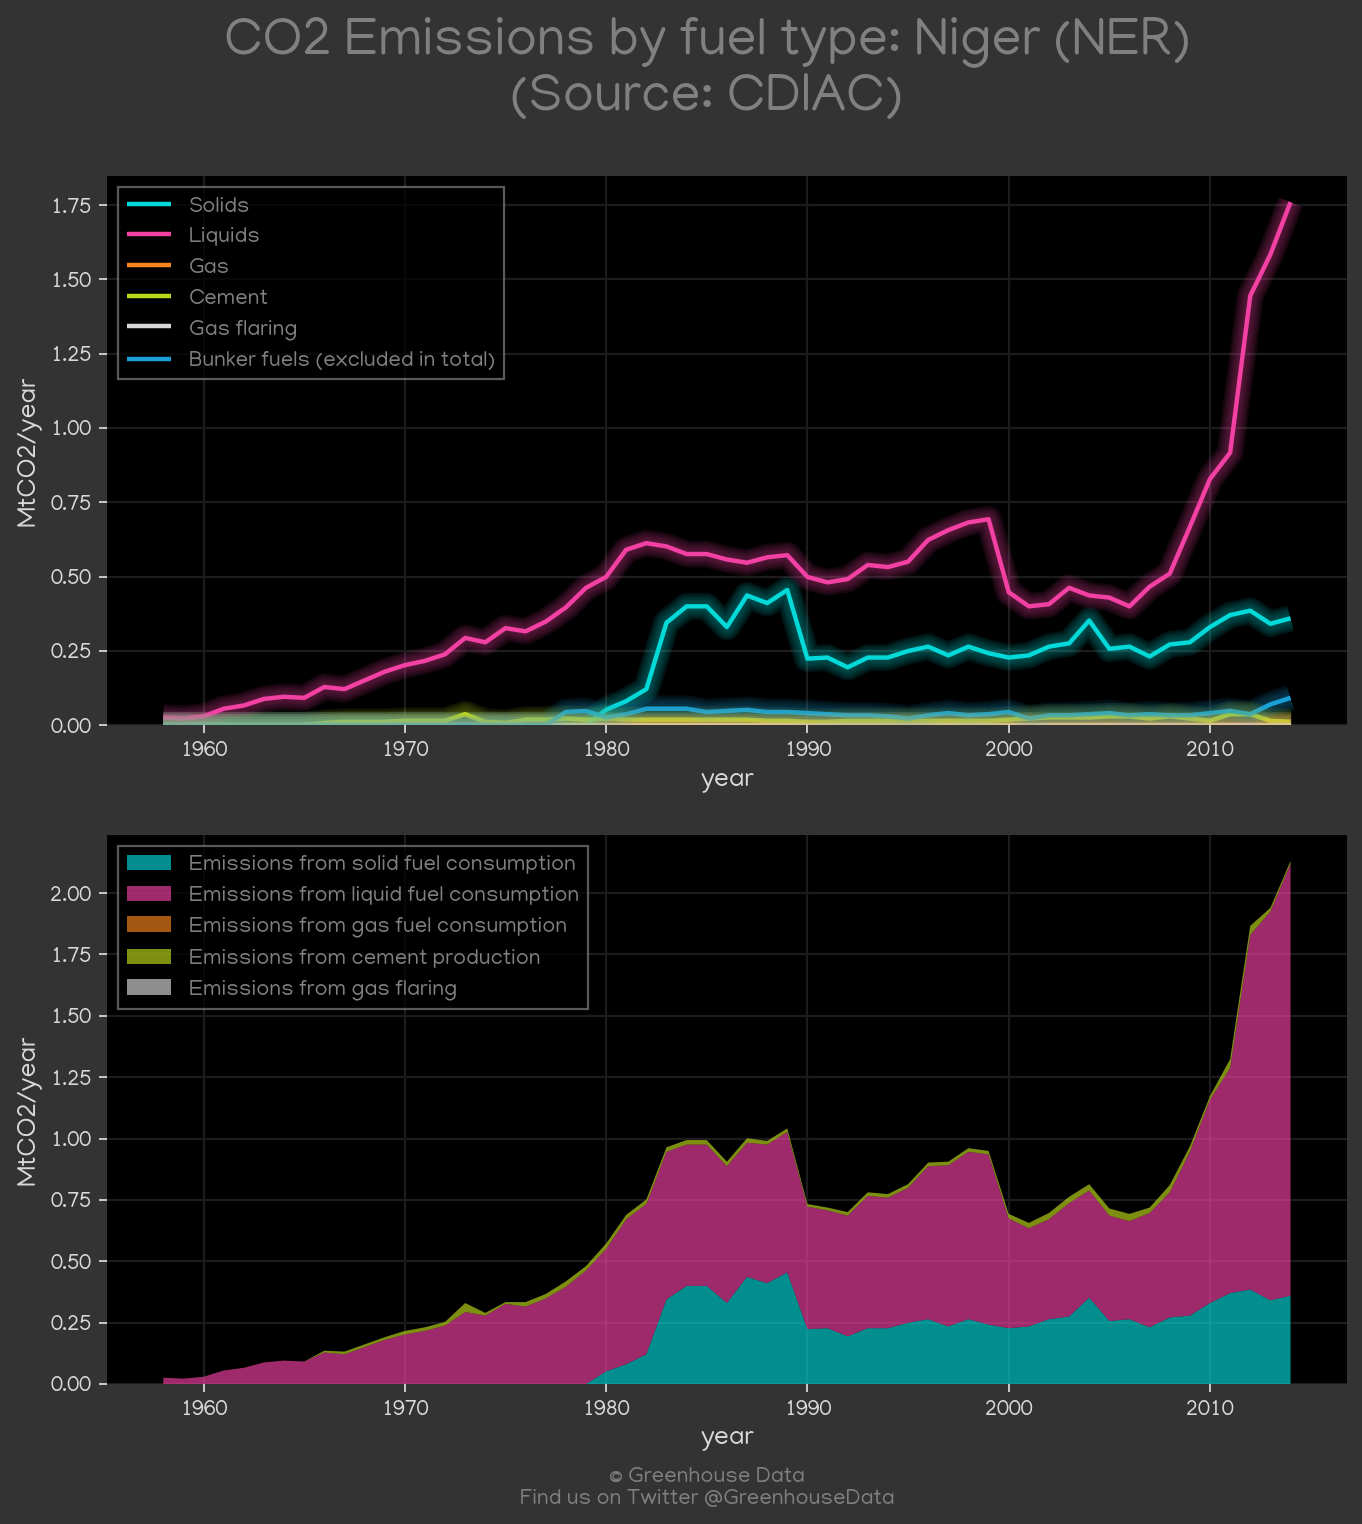 CO2 Emissions by fuel type: Niger (NER)
(Source: CDIAC)
Solids
Liquids
Gas
Cement
Gas flaring
Bunker fuels (excluded in total)
1.75
1.50
1.25
1.00
0.75
0.50
0.25
0.00
MtCO2/year
1960 1970 1980 1990 2000 2010
year
Emissions from solid fuel consumption
Emissions from liquid fuel consumption
Emissions from gas fuel consumption
Emissions from cement production
Emissions from gas flaring
2.00
1.75
1.50
1.25
1.00
0.75
0.50
0.25
0.00
MtCO2/year
1960 1970 1980 1990 2000 2010
year
© Greenhouse Data
Find us on Twitter @GreenhouseData